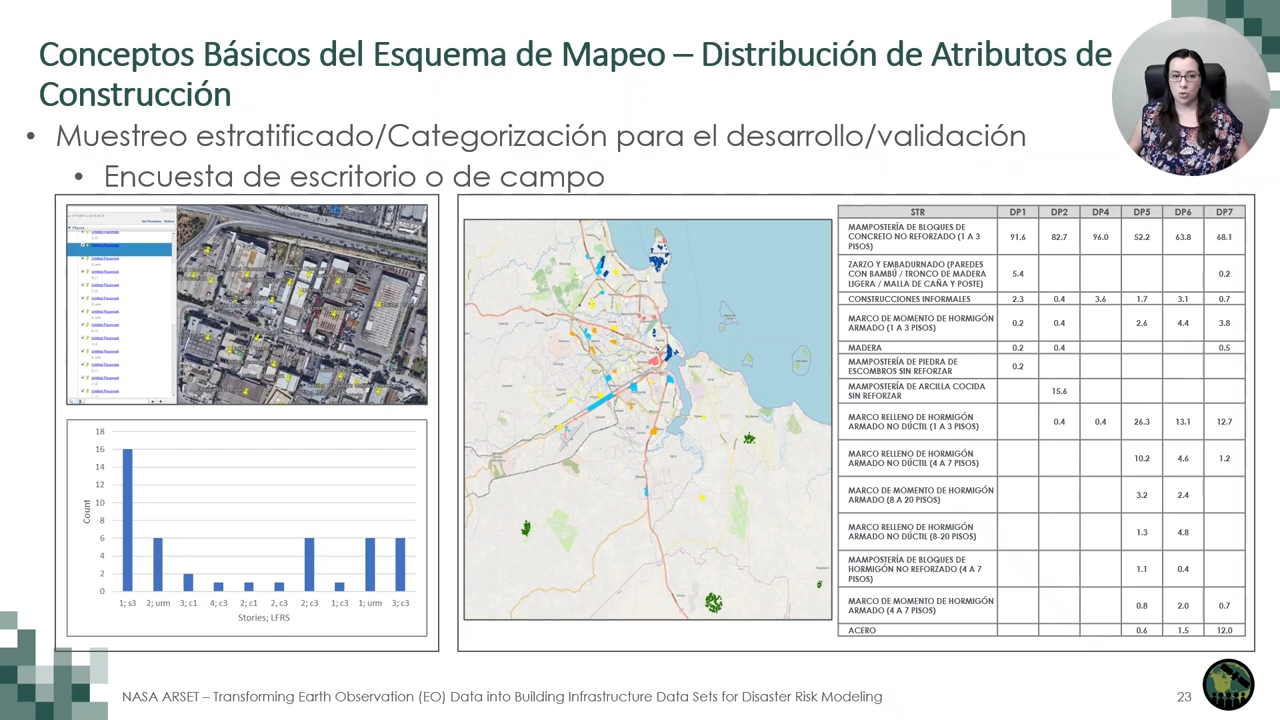 Conceptos Básicos del Esquema de Mapeo – Distribución de Atributos de
Construcción
• Muestreo estratificado/Categorización para el desarrollo/validación
• Encuesta de escritorio o de campo
18
16
14
12
10
8
6
4
2
0
Count
1; s3 2; urm 3; c1 4; c3 2; c1 2, c3 2; c3 1; c3 1; urm 3; c3
Stories; LFRS
STR DP1 DP2 DP4 DP5 DP6 DP7
MAMPOSTERÍA DE BLOQUES DE
CONCRETO NO REFORZADO (1 A 3
PISOS)
91.6 82.7 96.0 52.2 63.8 68.1
ZARZO Y EMBADURNADO (PAREDES
CON BAMBÚ / TRONCO DE MADERA
LIGERA / MALLA DE CAÑA Y POSTE)
5.4 0.2
CONSTRUCCIONES INFORMALES 2.3 0.4 3.6 1.7 3.1 0.7
MARCO DE MOMENTO DE HORMIGÓN
ARMADO (1 A 3 PISOS)
0.2 0.4 2.6 4.4 3.8
MADERA 0.2 0.4 0.5
MAMPOSTERÍA DE PIEDRA DE
ESCOMBROS SIN REFORZAR
0.2
MAMPOSTERÍA DE ARCILLA COCIDA
SIN REFORZAR
15.6
MARCO RELLENO DE HORMIGÓN
ARMADO NO DÚCTIL (1 A 3 PISOS)
0.4 0.4 26.3 13.1 12.7
MARCO RELLENO DE HORMIGÓN
ARMADO NO DÚCTIL (4 A 7 PISOS)
10.2 4.6 1.2
MARCO DE MOMENTO DE HORMIGÓN
ARMADO (8 A 20 PISOS)
3.2 2.4
MARCO RELLENO DE HORMIGÓN
ARMADO NO DÚCTIL (8-20 PISOS)
1.3 4.8
MAMPOSTERÍA DE BLOQUES DE
HORMIGÓN NO REFORZADO (4 A 7
PISOS)
1.1 0.4
MARCO DE MOMENTO DE HORMIGÓN
ARMADO (4 A 7 PISOS)
0.8 2.0 0.7
ACERO 0.6 1.5 12.0
NASA ARSET – Transforming Earth Observation (EO) Data into Building Infrastructure Data Sets for Disaster Risk Modeling
23